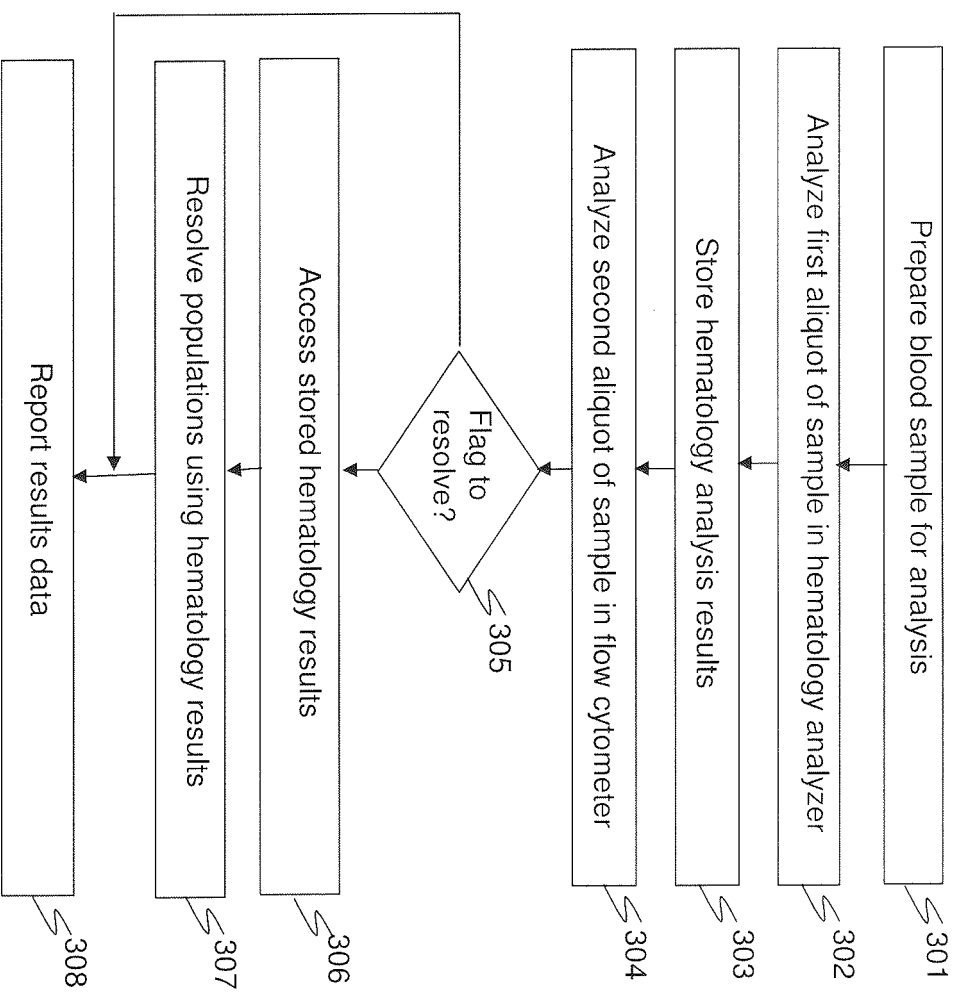 Prepare blood sample for analysis
301
Analyze first aliquot of sample in hematology analyzer
302
Store hematology analysis results
303
Analyze second aliquot of sample in flow cytometer
304
Flag to
resolve?
305
Access stored hematology results
306
Resolve populations using hematology results
307
Report results data
308